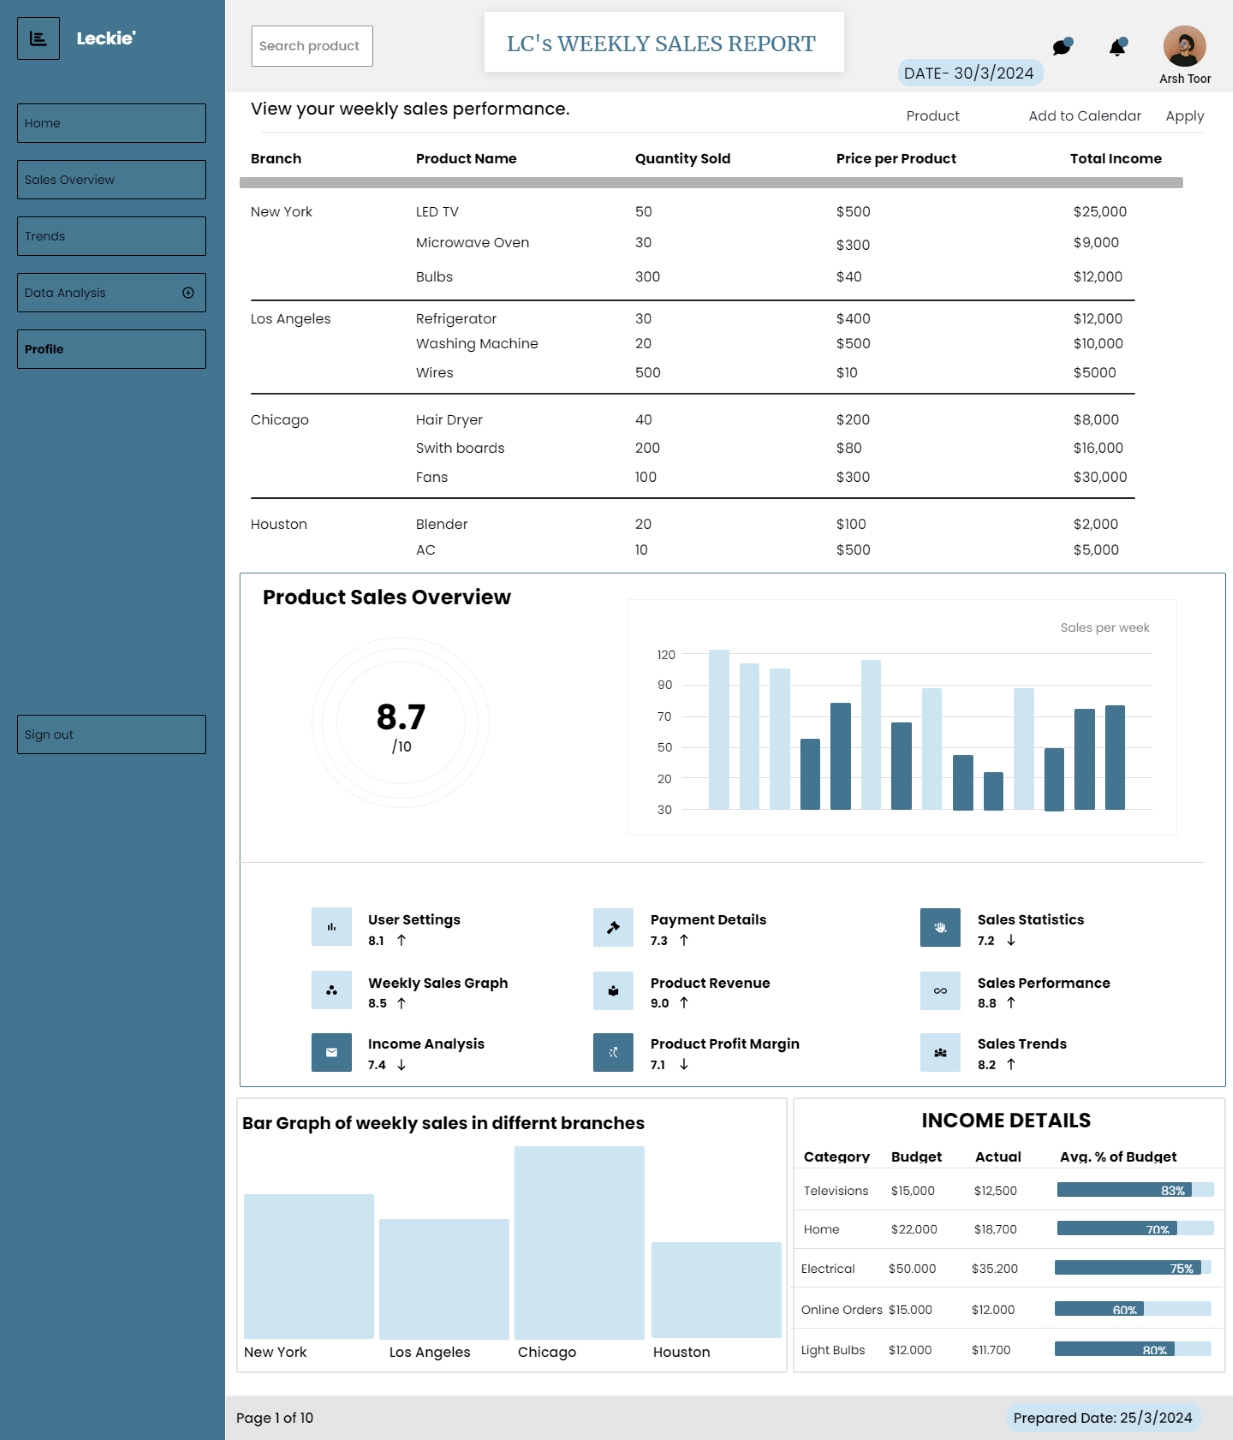 Leckie'
Search product
LC's WEEKLY SALES REPORT
DATE- 30/3/2024
Arsh Toor
Home
Sales Overview
Trends
Data Analysis
Profile
Sign out
View your weekly sales performance.
Product Add to Calendar Apply
Branch Product Name Quantity Sold Price per Product Total Income
New York LED TV 50 $500 $25,000
Microwave Oven 30 $300 $9,000
Bulbs 300 $40 $12,000
Los Angeles Refrigerator 30 $400 $12,000
Washing Machine 20 $500 $10,000
Wires 500 $10 $5000
Chicago Hair Dryer 40 $200 $8,000
Swith boards 200 $80 $16,000
Fans 100 $300 $30,000
Houston Blender 20 $100 $2,000
AC 10 $500 $5,000
Product Sales Overview
8.7
/10
Sales per week
120
90
70
50
20
30
User Settings
8.1
Payment Details
7.3
Sales Statistics
7.2
Weekly Sales Graph
8.5
Product Revenue
9.0
Sales Performance
8.8
Income Analysis
7.4
Product Profit Margin
7.1
Sales Trends
8.2
Bar Graph of weekly sales in differnt branches
New York Los Angeles Chicago Houston
INCOME DETAILS
Category Budget Actual Avg. % of Budget
Televisions $15,000 $12,500 83%
Home $22,000 $18,700 70%
Electrical $50.000 $35.200 75%
Online Orders $15.000 $12.000 60%
Light Bulbs $12.000 $11.700 80%
Page 1 of 10
Prepared Date: 25/3/2024